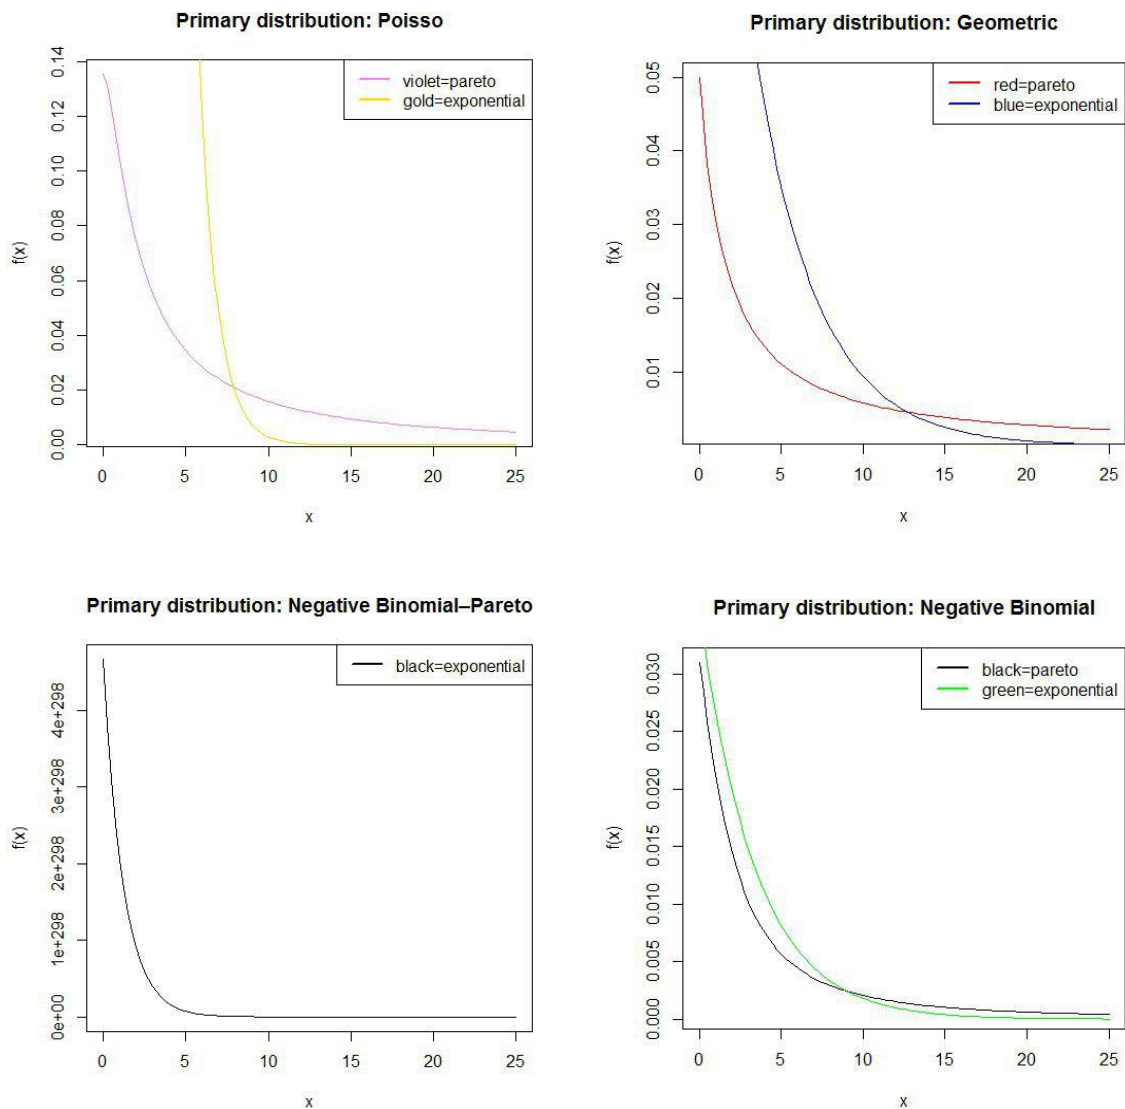 Primary distribution: Poisso
violet=pareto
gold=exponential
0.14
0.12
0.10
0.08
0.06
0.04
0.02
0.00
f(x)
0 5 10 15 20 25
x
Primary distribution: Geometric
red=pareto
blue=exponential
0.05
0.04
0.03
0.02
0.01
f(x)
0 5 10 15 20 25
x
Primary distribution: Negative Binomial–Pareto
black=exponential
4e+298
3e+298
2e+298
1e+298
0e+00
f(x)
0 5 10 15 20 25
x
Primary distribution: Negative Binomial
black=pareto
green=exponential
0.030
0.025
0.020
0.015
0.010
0.005
0.000
f(x)
0 5 10 15 20 25
x